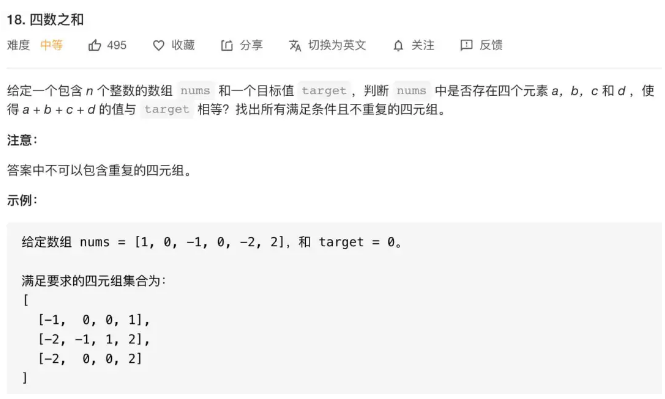 18. 四数之和
难度 中等 495 收藏 分享 切换为英文 关注 反馈
给定一个包含 n 个整数的数组 nums 和一个目标值 target，判断 nums 中是否存在四个元素 a，b，c 和 d ，使
得 a + b + c + d 的值与 target 相等？找出所有满足条件且不重复的四元组。
注意：
答案中不可以包含重复的四元组。
示例：
给定数组 nums = [1, 0, -1, 0, -2, 2]，和 target = 0。
满足要求的四元组集合为：
[
[-1, 0, 0, 1],
[-2, -1, 1, 2],
[-2, 0, 0, 2]
]